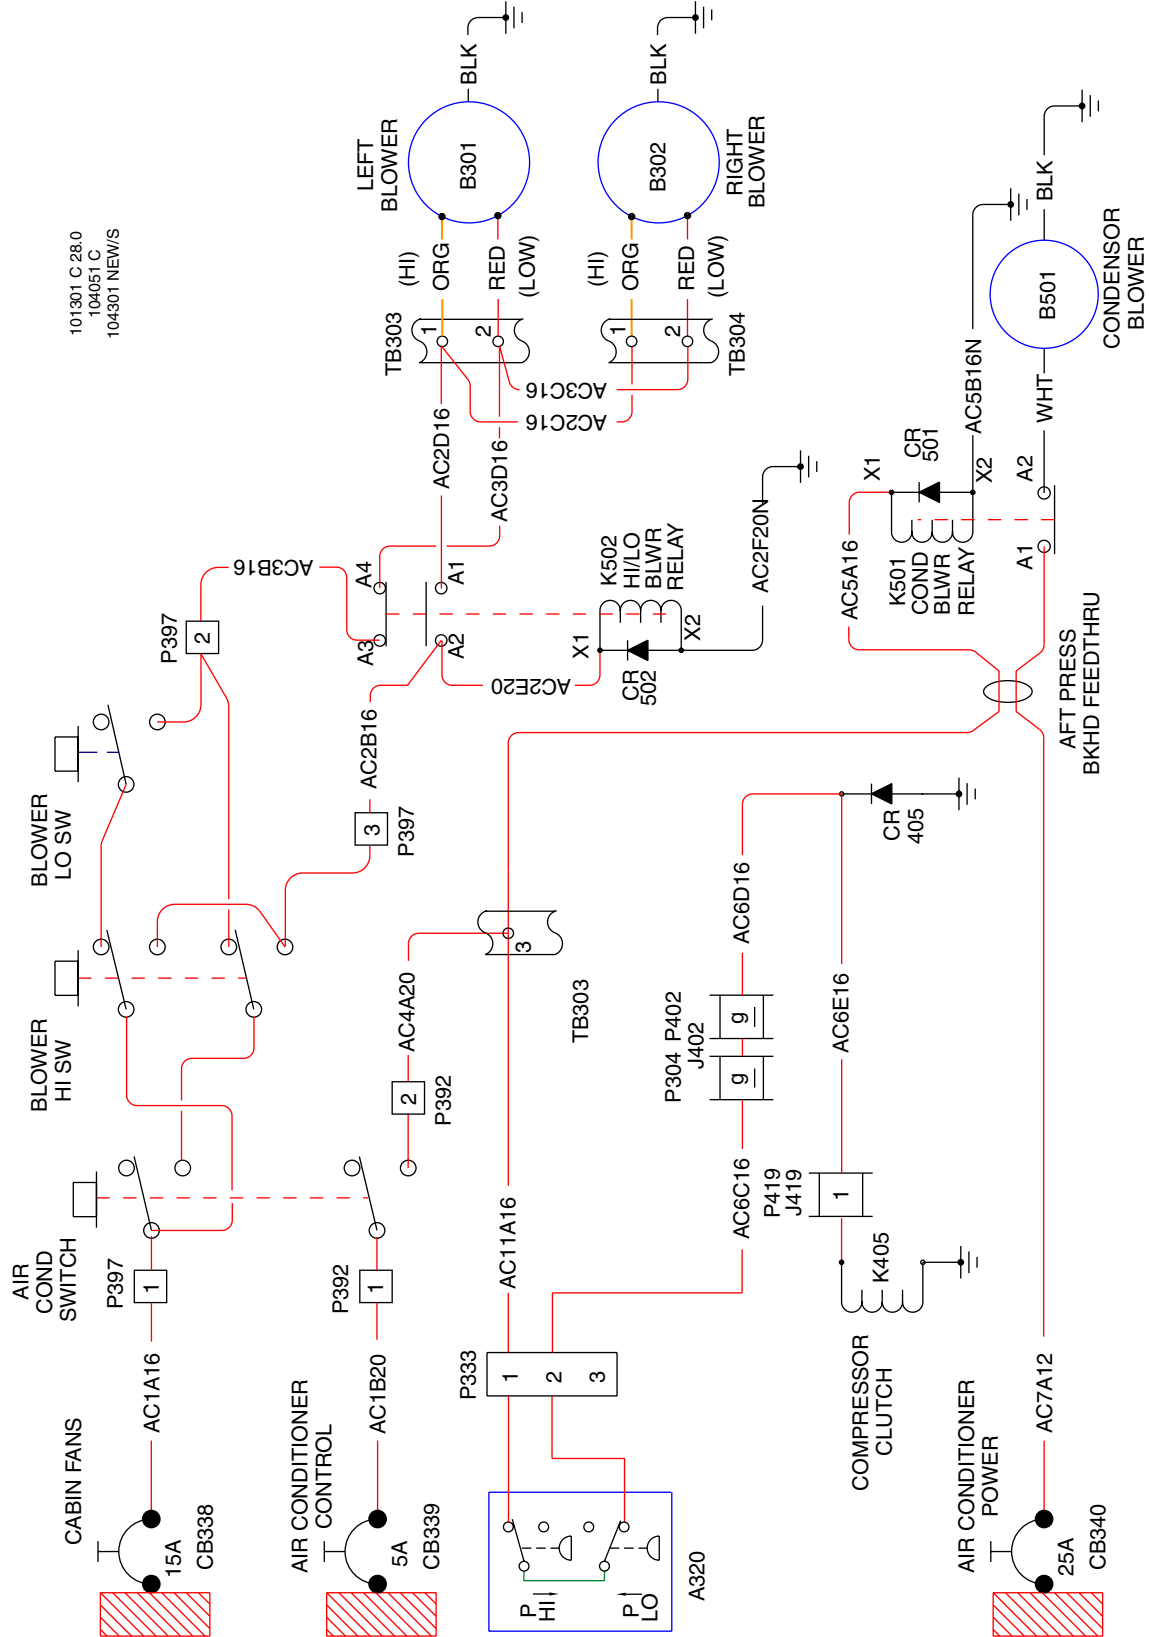 101301 C 28.0
104051 C
104301 NEW/S
CABIN FANS
15A
CB338
AC1A16
P397
1
AIR
COND
SWITCH
BLOWER
HI SW
BLOWER
LO SW
P397
2
AC3B16
A3
A4
AC3D16
A2
A1
AC2D16
P397
3
AC2B16
AC2E20
X1
X2
CR
502
K502
HI/LO
BLWR
RELAY
AC2F20N
TB303
1
2
(HI)
ORG
RED
(LOW)
LEFT
BLOWER
B301
BLK
AC3C16
AC2C16
TB304
1
2
(HI)
ORG
RED
(LOW)
RIGHT
BLOWER
B302
BLK
AIR CONDITIONER
CONTROL
5A
CB339
AC1B20
P392
1
P392
2
AC4A20
TB303
3
A320
P
HI
P
LO
P333
1
2
3
AC11A16
AC6C16
P304
g
P402
J402
g
AC6D16
CR
405
AC6E16
P419
J419
1
K405
COMPRESSOR
CLUTCH
AIR CONDITIONER
POWER
25A
CB340
AC7A12
AFT PRESS
BKHD FEEDTHRU
AC5A16
K501
COND
BLWR
RELAY
X1
X2
CR
501
AC5B16N
A1
A2
WHT
B501
CONDENSOR
BLOWER
BLK